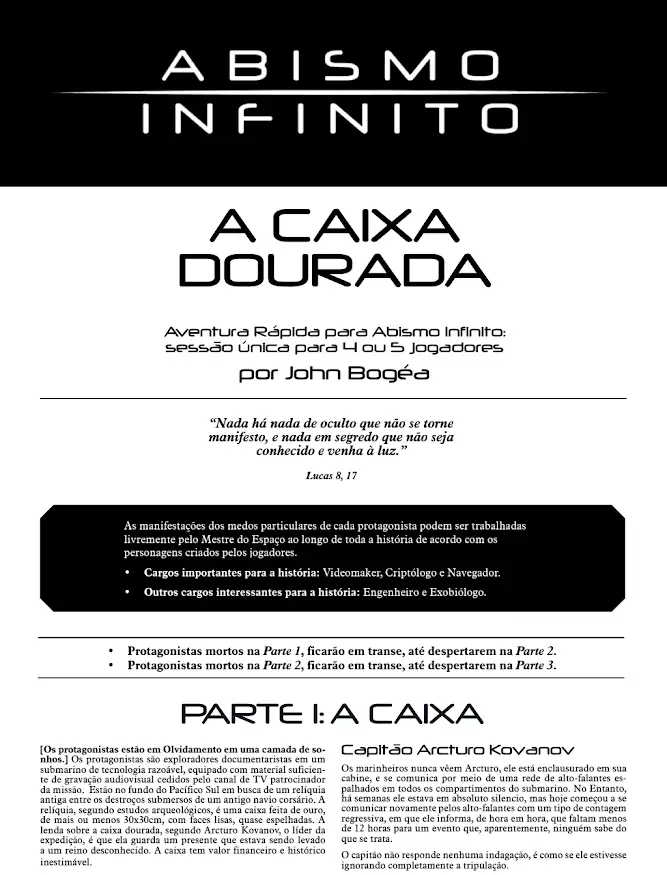 ABISMO
INFINITO
A CAIXA
DOURADA
Aventura Rápida para Abismo Infinito:
sessão única para 4 ou 5 jogadores
por John Bogéa
“Nada há nada de oculto que não se torne
manifesto, e nada em segredo que não seja
conhecido e venha à luz.”
Lucas 8, 17
As manifestações dos medos particulares de cada protagonista podem ser trabalhadas
livremente pelo Mestre do Espaço ao longo de toda a história de acordo com os
personagens criados pelos jogadores.
• Cargos importantes para a história: Videomaker, Criptólogo e Navegador.
• Outros cargos interessantes para a história: Engenheiro e Exobiólogo.
• Protagonistas mortos na Parte 1, ficarão em transe, até despertarem na Parte 2.
• Protagonistas mortos na Parte 2, ficarão em transe, até despertarem na Parte 3.
PARTE I: A CAIXA
[Os protagonistas estão em Olvidamento em uma camada de so-
nhos.] Os protagonistas são exploradores documentaristas em um
submarino de tecnologia razoável, equipado com material suficien-
te de gravação audiovisual cedidos pelo canal de TV patrocinador
da missão. Estão no fundo do Pacífico Sul em busca de um relíquia
antiga entre os destroços submersos de um antigo navio corsário. A
relíquia, segundo estudos arqueológicos, é uma caixa feita de ouro,
de mais ou menos 30x30cm, com faces lisas, quase espelhadas. A
lenda sobre a caixa dourada, segundo Arcturo Kovanov, o líder da
expedição, é que ela guarda um presente que estava sendo levado
a um reino desconhecido. A caixa tem valor financeiro e histórico
inestimável.
Capitão Arcturo Kovanov
Os marinheiros nunca vêem Arcturo, ele está enclausurado em sua
cabine, e se comunica por meio de uma rede de alto-falantes es-
palhados em todos os compartimentos do submarino. No Entanto,
há semanas ele estava em absoluto silencio, mas hoje começou a se
comunicar novamente pelos alto-falantes com um tipo de contagem
regressiva, em que ele informa, de hora em hora, que faltam menos
de 12 horas para um evento que, aparentemente, ninguém sabe do
que se trata.
O capitão não responde nenhuma indagação, é como se ele estivesse
ignorando completamente a tripulação.